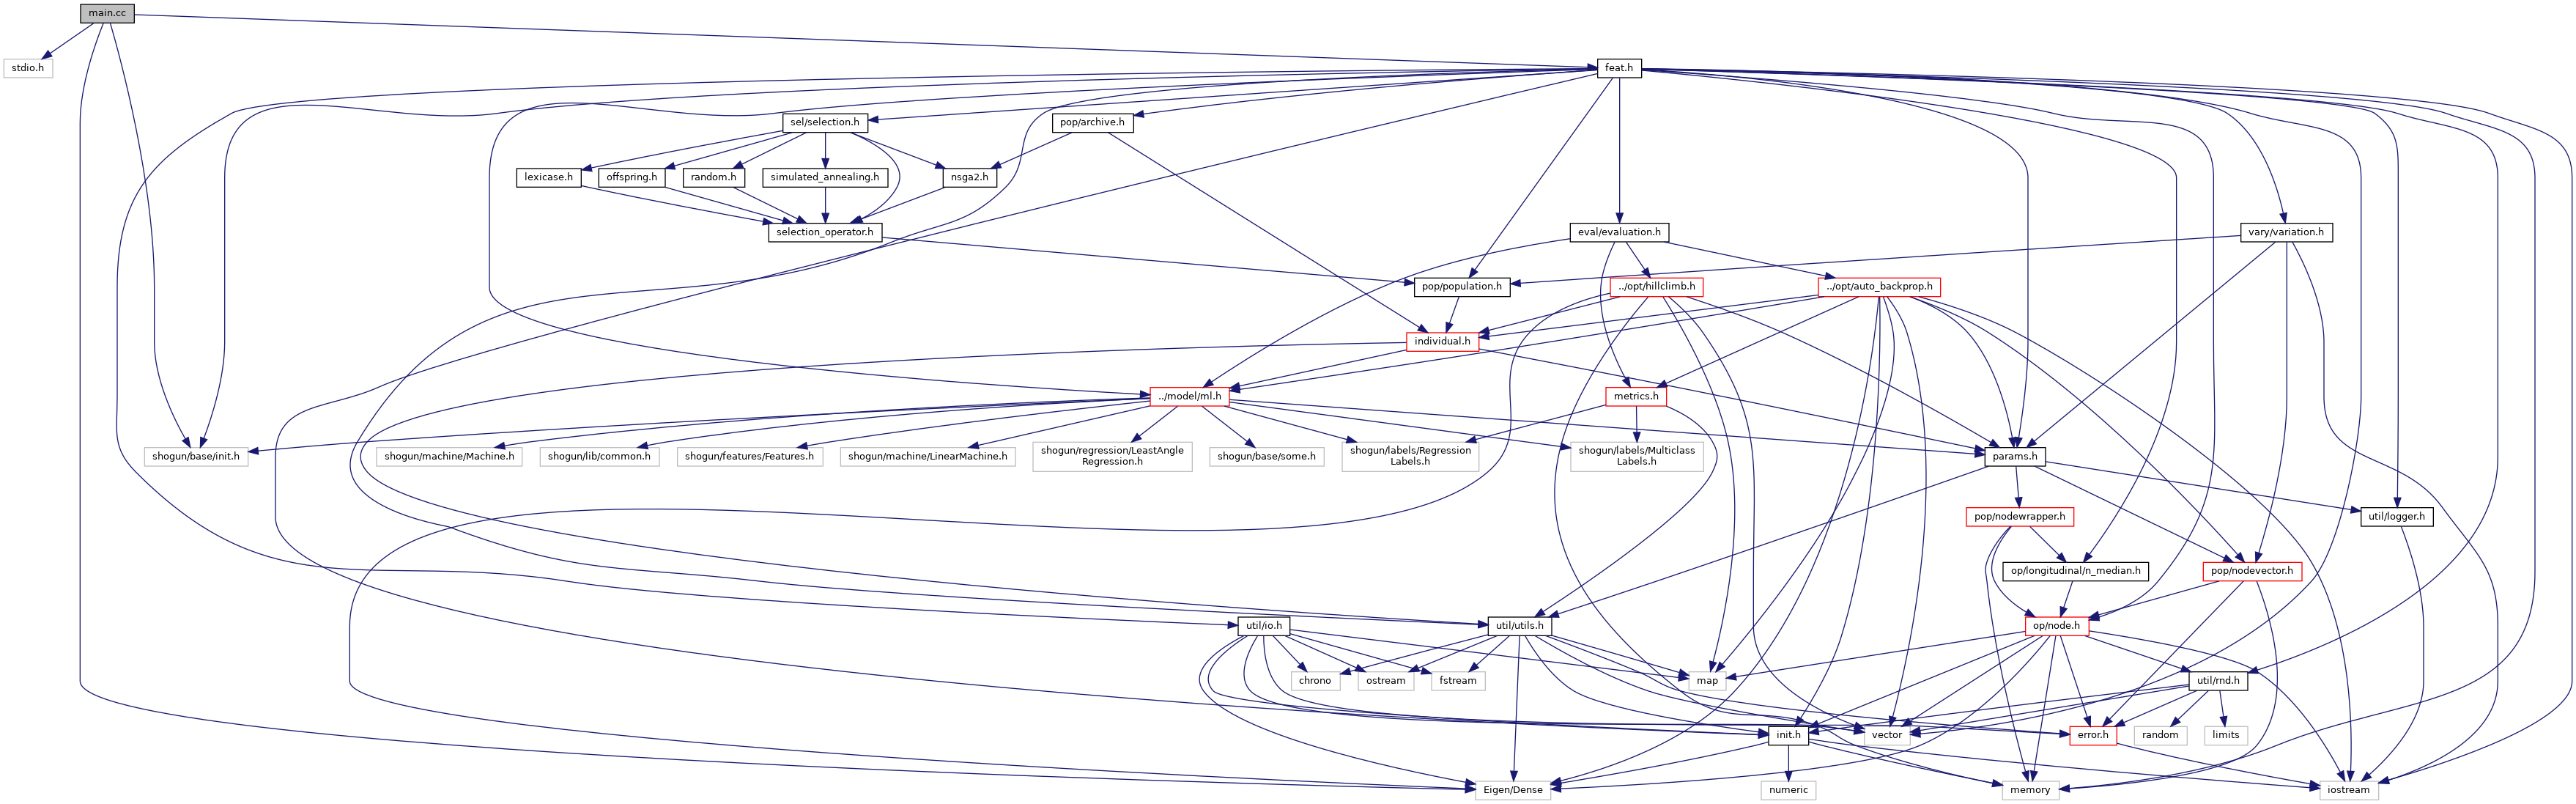 main.cc
stdio.h
feat.h
sel/selection.h
pop/archive.h
lexicase.h
offspring.h
random.h
simulated_annealing.h
nsga2.h
selection_operator.h
eval/evaluation.h
vary/variation.h
pop/population.h
../opt/hillclimb.h
../opt/auto_backprop.h
individual.h
../model/ml.h
metrics.h
shogun/base/init.h
shogun/machine/Machine.h
shogun/lib/common.h
shogun/features/Features.h
shogun/machine/LinearMachine.h
shogun/regression/LeastAngle
Regression.h
shogun/base/some.h
shogun/labels/Regression
Labels.h
shogun/labels/Multiclass
Labels.h
params.h
pop/nodewrapper.h
util/logger.h
op/longitudinal/n_median.h
pop/nodevector.h
util/io.h
util/utils.h
op/node.h
chrono
ostream
fstream
map
util/rnd.h
init.h
vector
error.h
random
limits
Eigen/Dense
numeric
memory
iostream